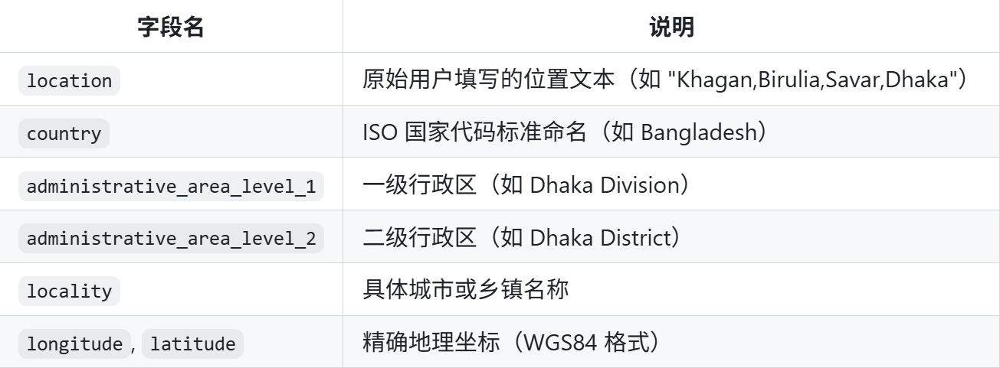 字段名 说明
location 原始用户填写的位置文本（如 "Khagan,Birulia,Savar,Dhaka"）
country ISO 国家代码标准命名（如 Bangladesh）
administrative_area_level_1 一级行政区（如 Dhaka Division）
administrative_area_level_2 二级行政区（如 Dhaka District）
locality 具体城市或乡镇名称
longitude, latitude 精确地理坐标（WGS84 格式）